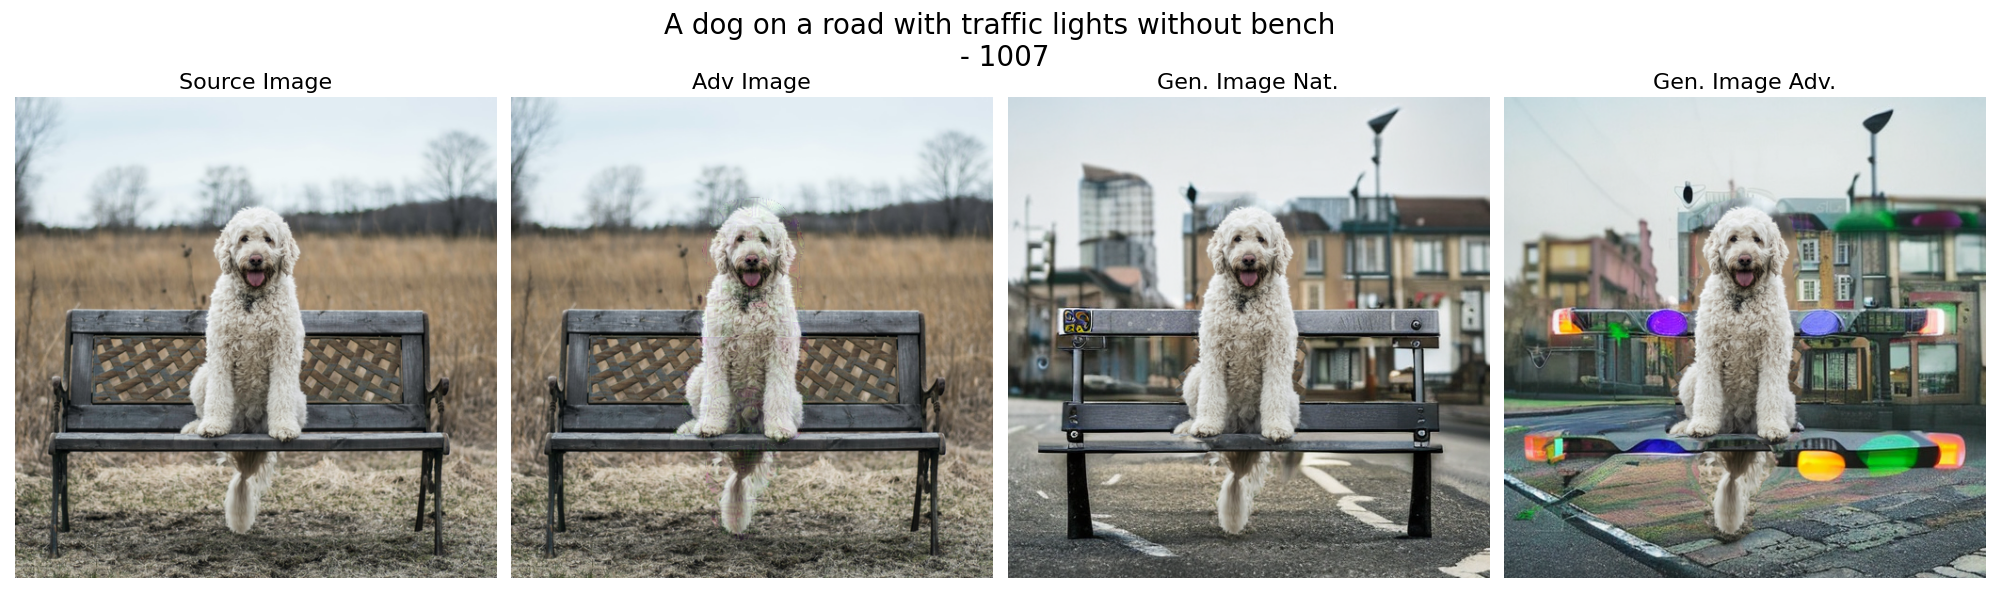 A dog on a road with traffic lights without bench
- 1007
Source Image
Adv Image
Gen. Image Nat.
Gen. Image Adv.